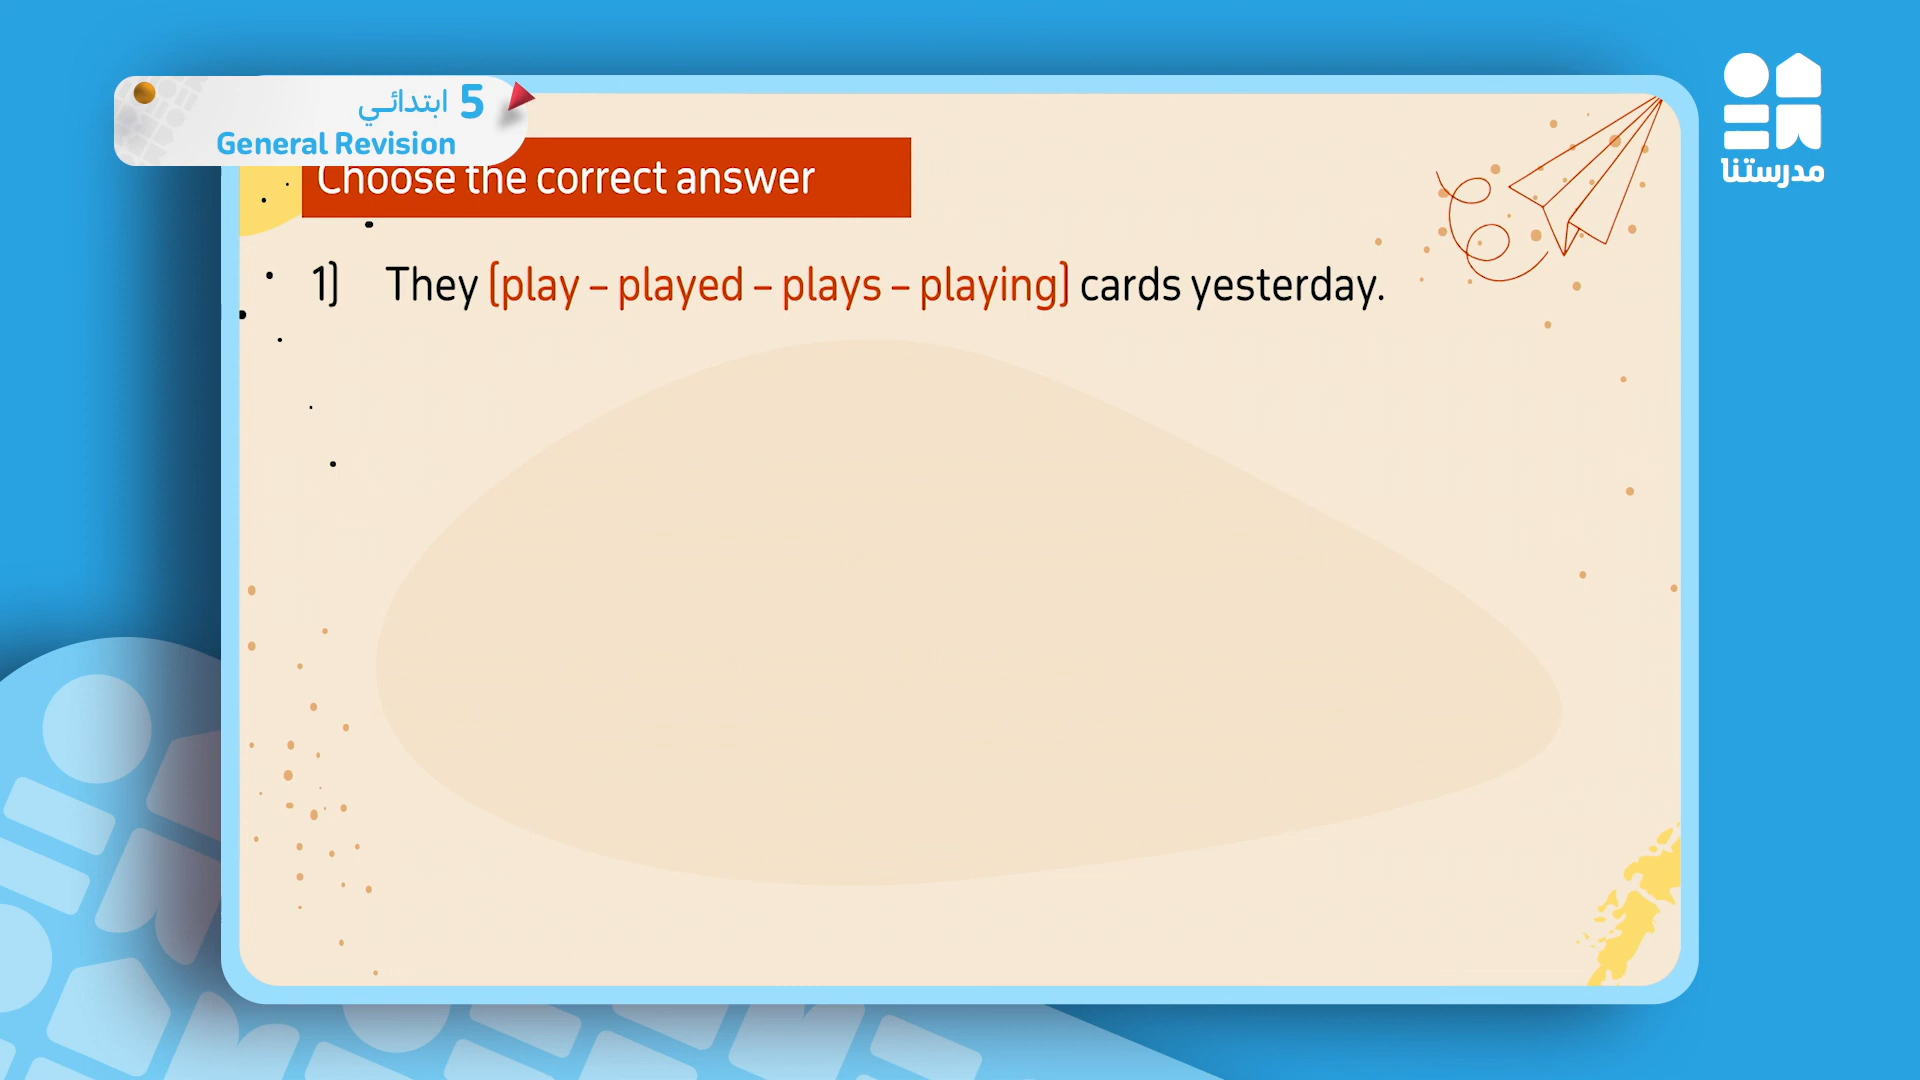 5 ابتدائي
General Revision
Choose the correct answer
1) They (play – played – plays – playing) cards yesterday.
مدرستنا